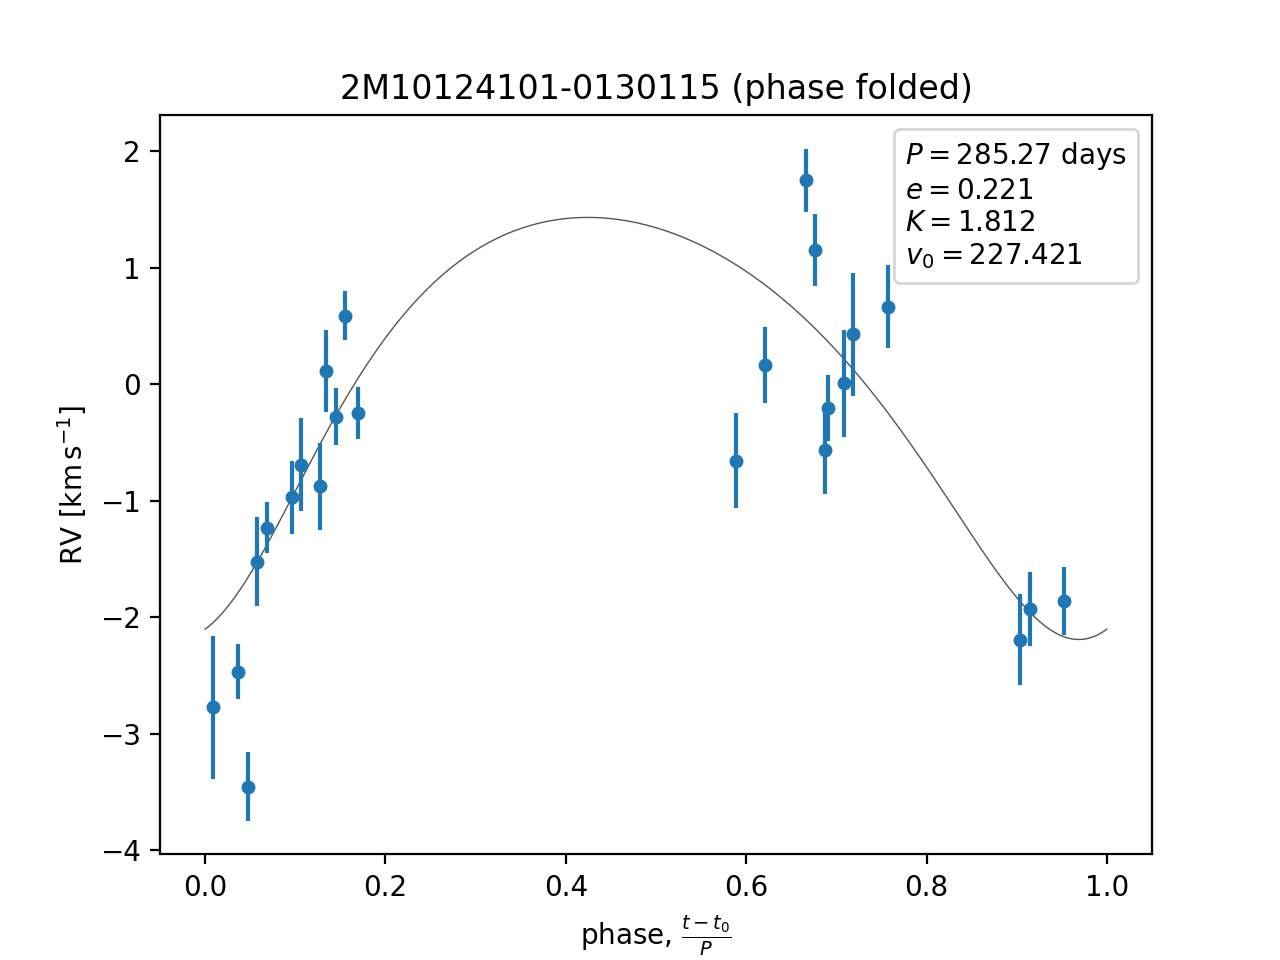 2M10124101-0130115 (phase folded)
P = 285.27 days
e = 0.221
K = 1.812
v₀ = 227.421
RV [km s⁻¹]
2
1
0
−1
−2
−3
−4
0.0 0.2 0.4 0.6 0.8 1.0
phase, (t − t₀)/P